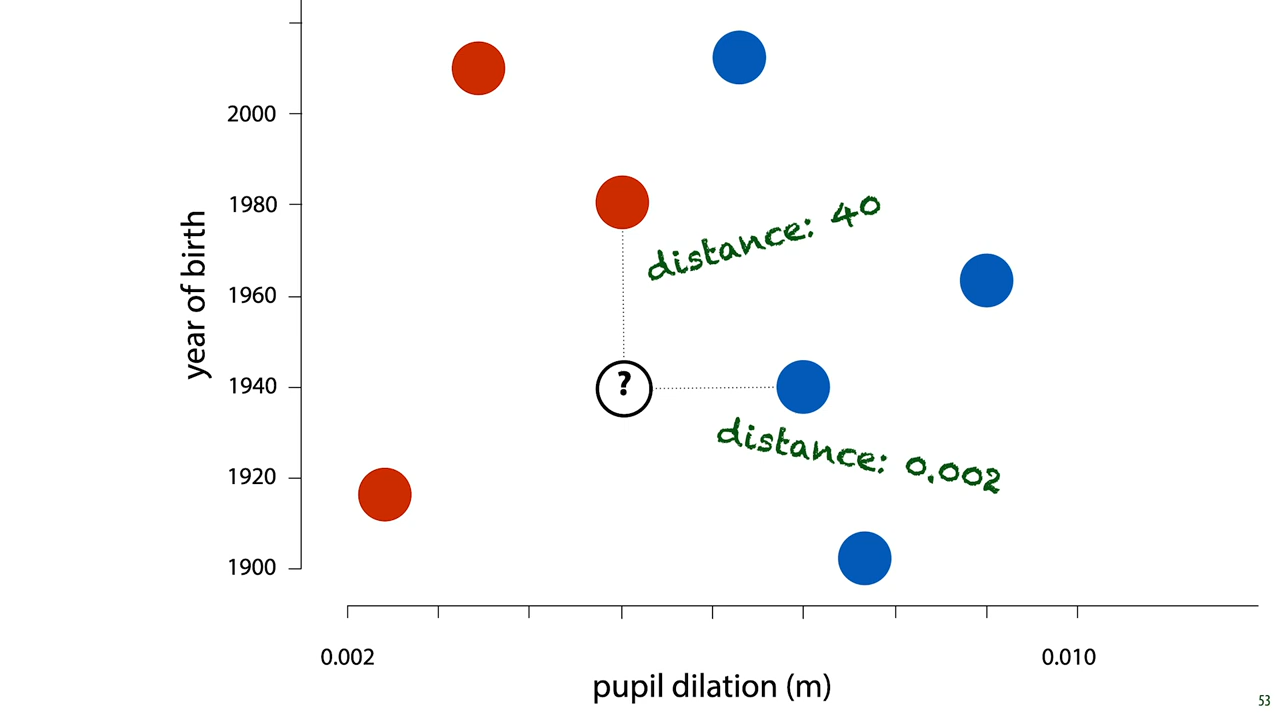 2000
1980
1960
1940
1920
1900
year of birth
distance: 40
?
distance: 0.002
0.002
0.010
pupil dilation (m)
53